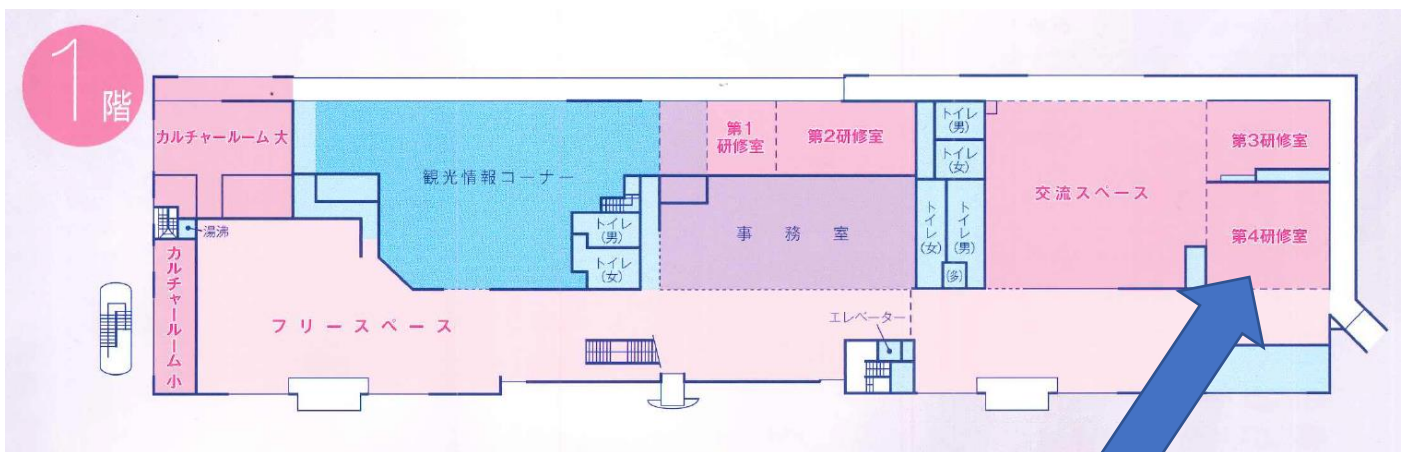 1階
カルチャールーム 大
湯沸
カルチャールーム 小
フリースペース
観光情報コーナー
トイレ
(男)
トイレ
(女)
第1
研修室
第2研修室
事務室
トイレ
(男)
トイレ
(女)
トイレ(女)
トイレ(男)
(多)
エレベーター
交流スペース
第3研修室
第4研修室